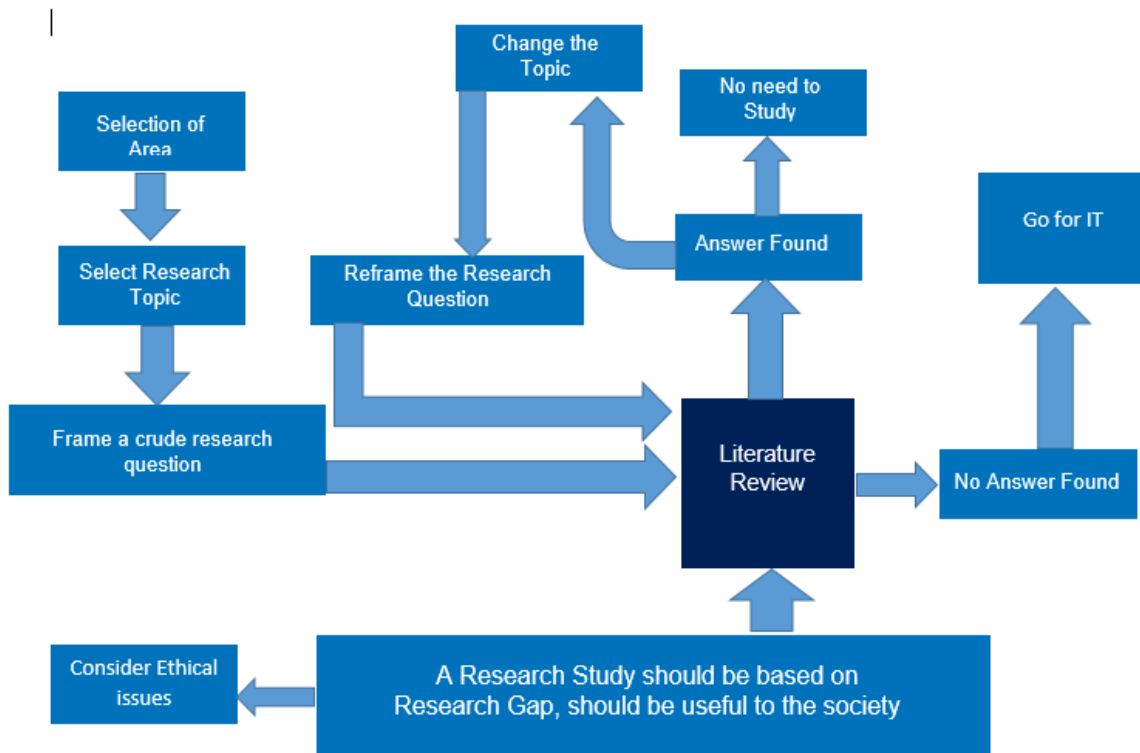 Change the
Topic
No need to
Study
Selection of
Area
Go for IT
Answer Found
Select Research
Topic
Reframe the Research
Question
Frame a crude research
question
Literature
Review
No Answer Found
Consider Ethical
issues
A Research Study should be based on
Research Gap, should be useful to the society